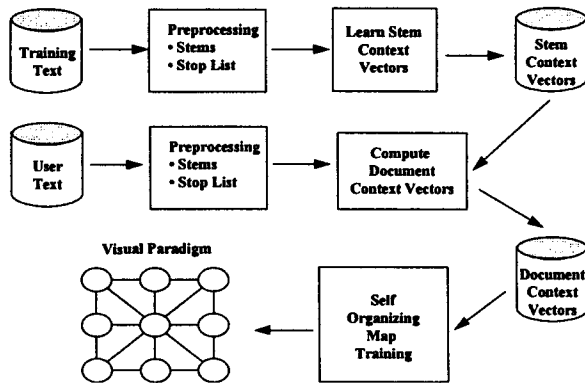 Training
Text
Preprocessing
• Stems
• Stop List
Learn Stem
Context
Vectors
Stem
Context
Vectors
User
Text
Preprocessing
• Stems
• Stop List
Compute
Document
Context Vectors
Document
Context
Vectors
Visual Paradigm
Self
Organizing
Map
Training